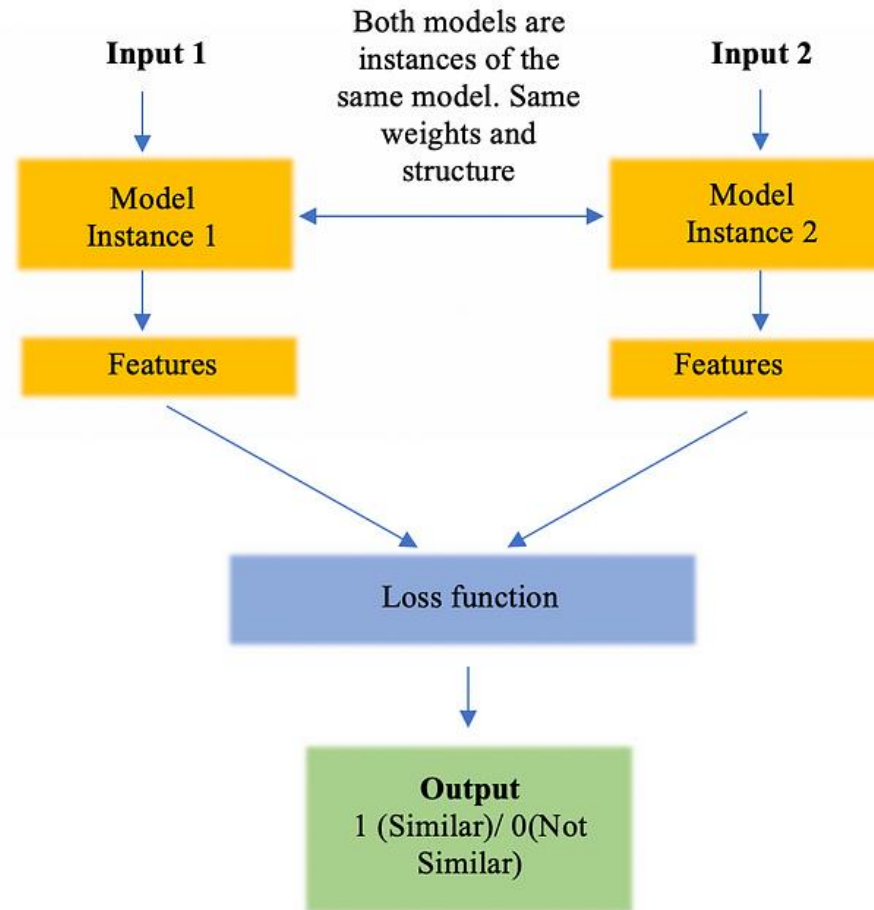 Both models are
Input 1
instances of the
Input 2
same model. Same
weights and
structure
Model
Instance 1
Model
Instance 2
Features
Features
Loss function
Output
1 (Similar)/ 0(Not
Similar)